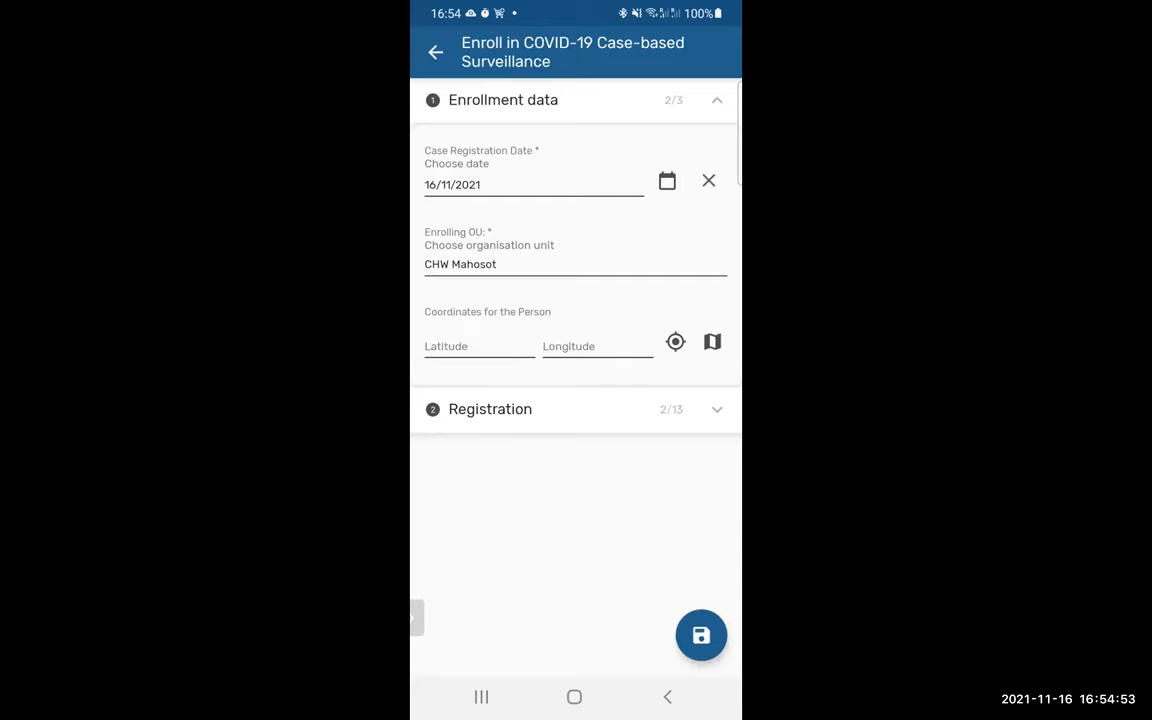 16:54
100%
Enroll in COVID-19 Case-based
Surveillance
1 Enrollment data 2/3
Case Registration Date *
Choose date
16/11/2021
Enrolling OU: *
Choose organisation unit
CHW Mahosot
Coordinates for the Person
Latitude Longitude
2 Registration 2/13
2021-11-16 16:54:53